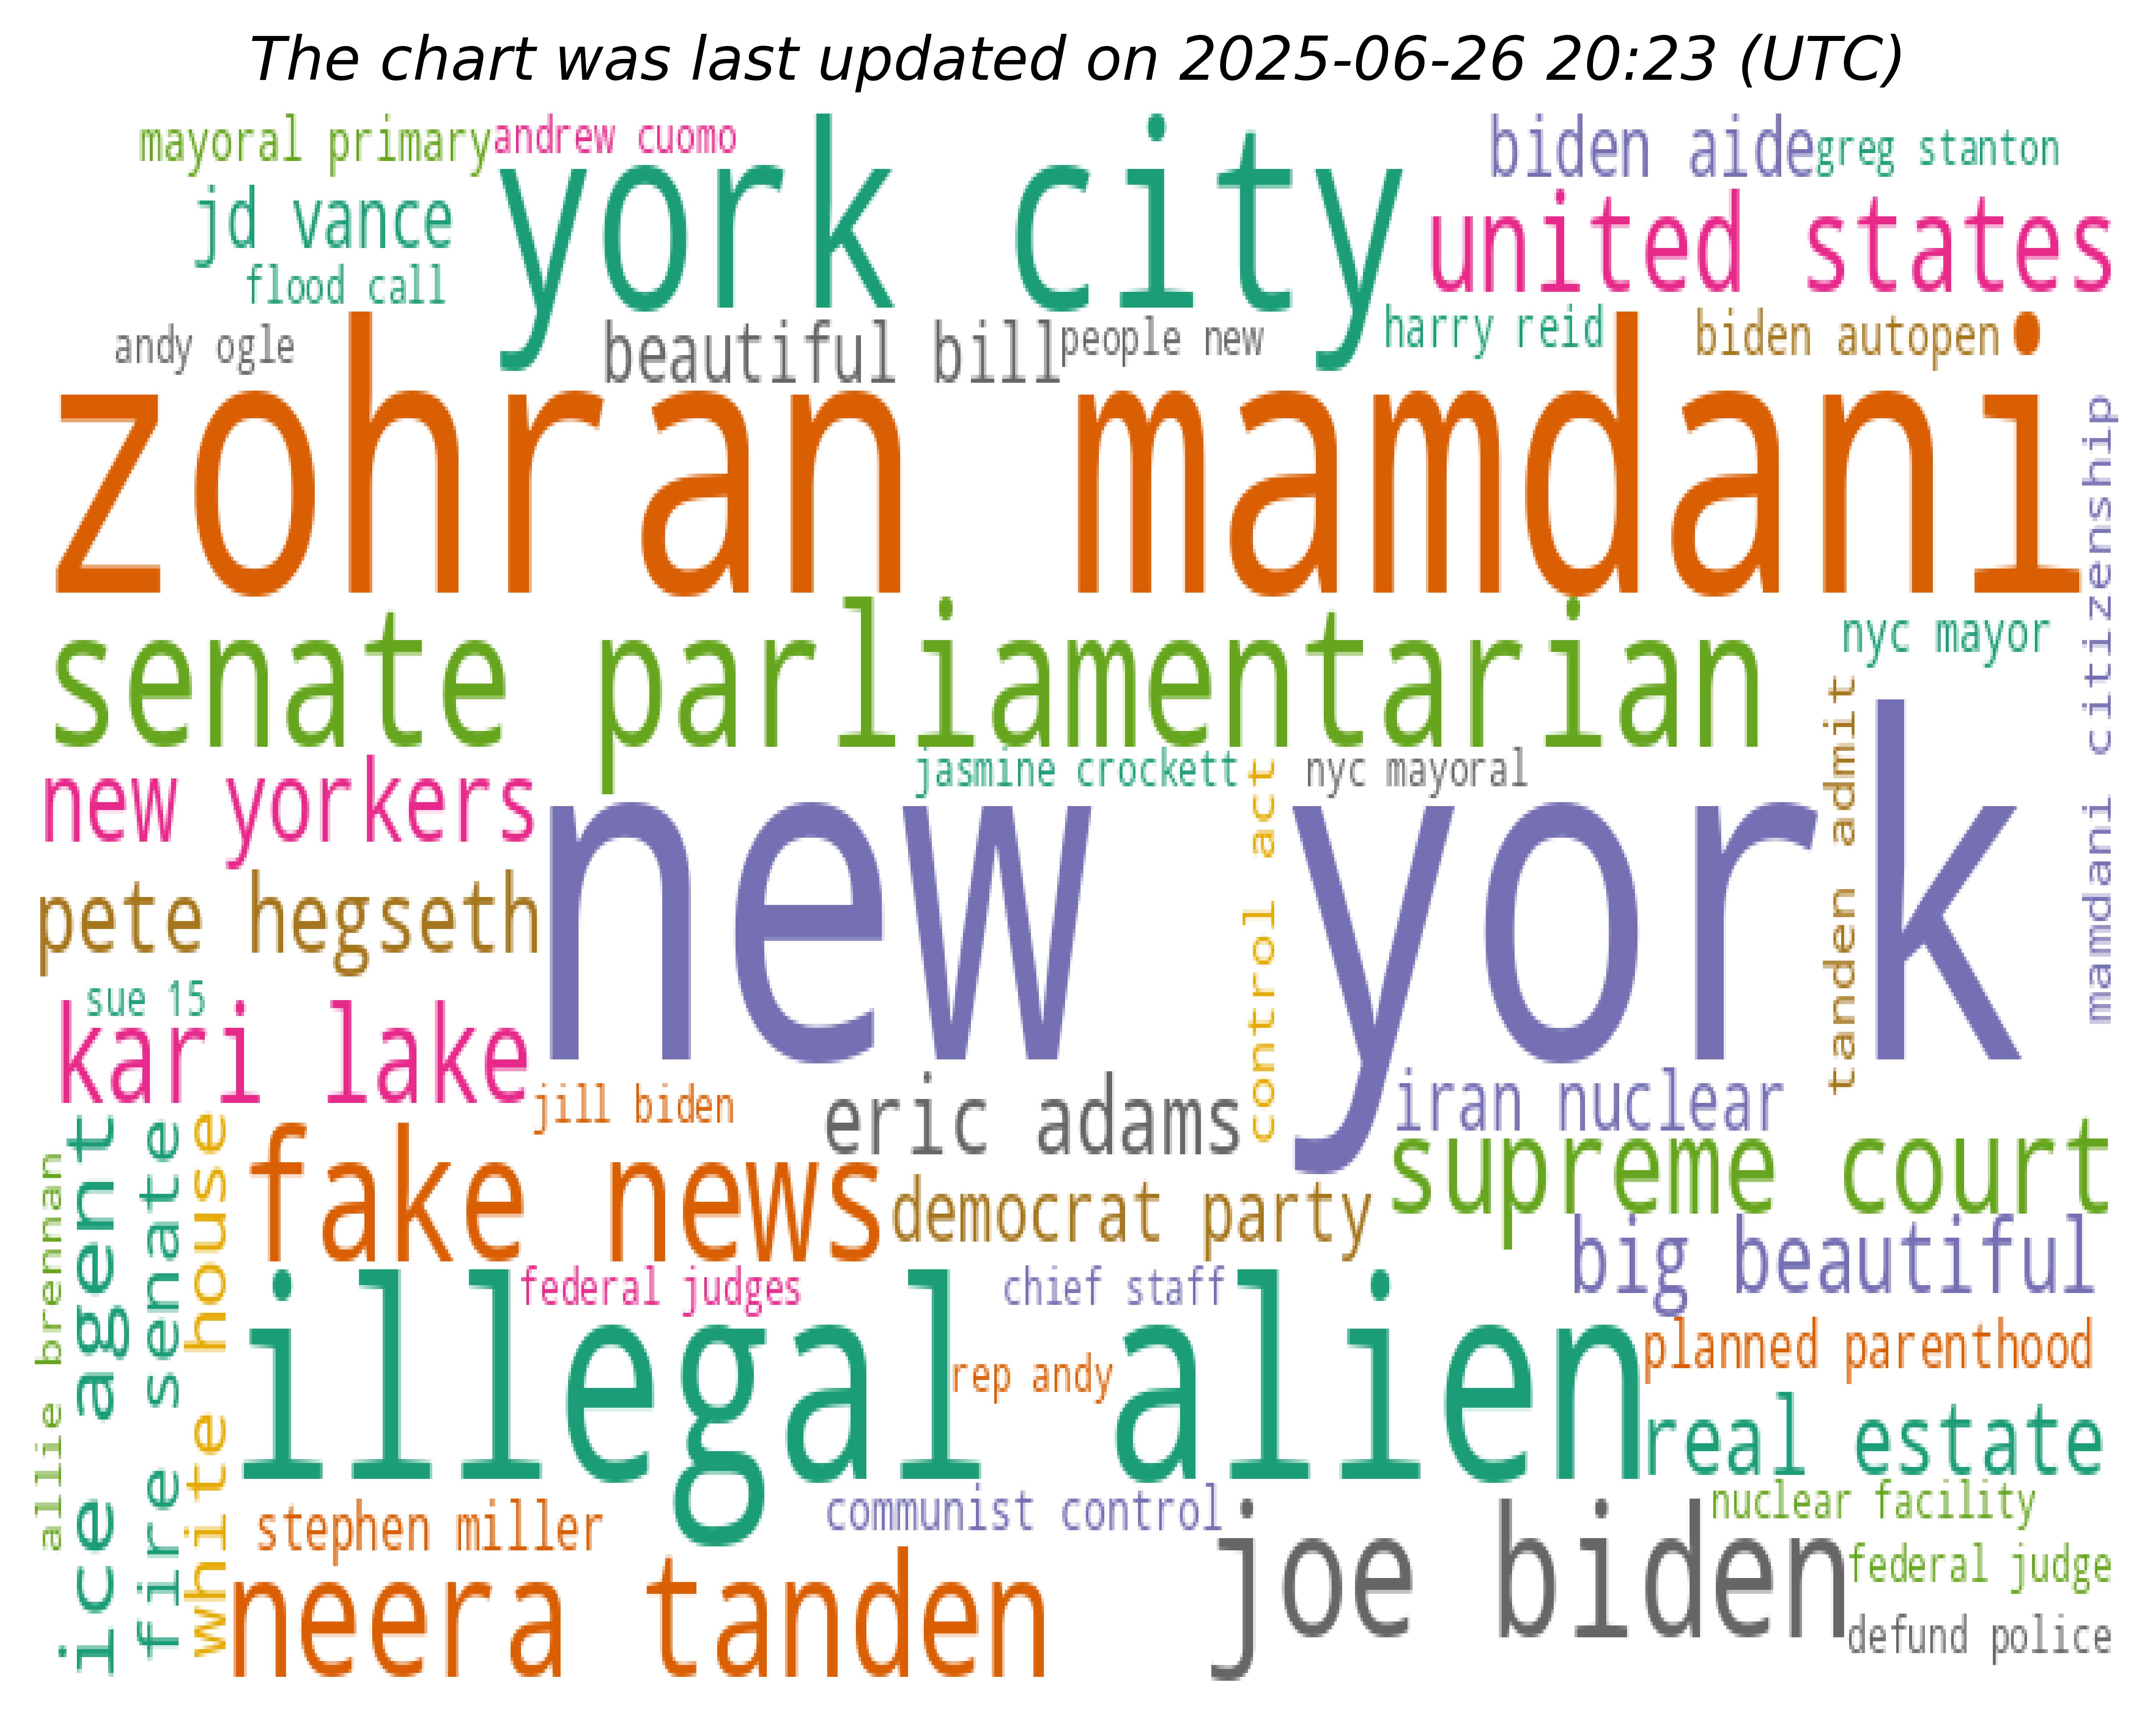 The chart was last updated on 2025-06-26 20:23 (UTC)
mayoral primary
andrew cuomo
york city
biden aide
greg stanton
jd vance
united states
flood call
andy ogle
beautiful bill
people new
harry reid
biden autopen
zohran mamdani
mamdani citizenship
senate parliamentarian
nyc mayor
new yorkers
jasmine crockett
control act
nyc mayoral
tanden admit
new york
pete hegseth
sue 15
kari lake
jill biden
eric adams
iran nuclear
supreme court
allie brennan
ice agent
fire senate
white house
fake news
democrat party
big beautiful
federal judges
chief staff
illegal alien
rep andy
planned parenthood
real estate
stephen miller
communist control
nuclear facility
neera tanden
joe biden
federal judge
defund police